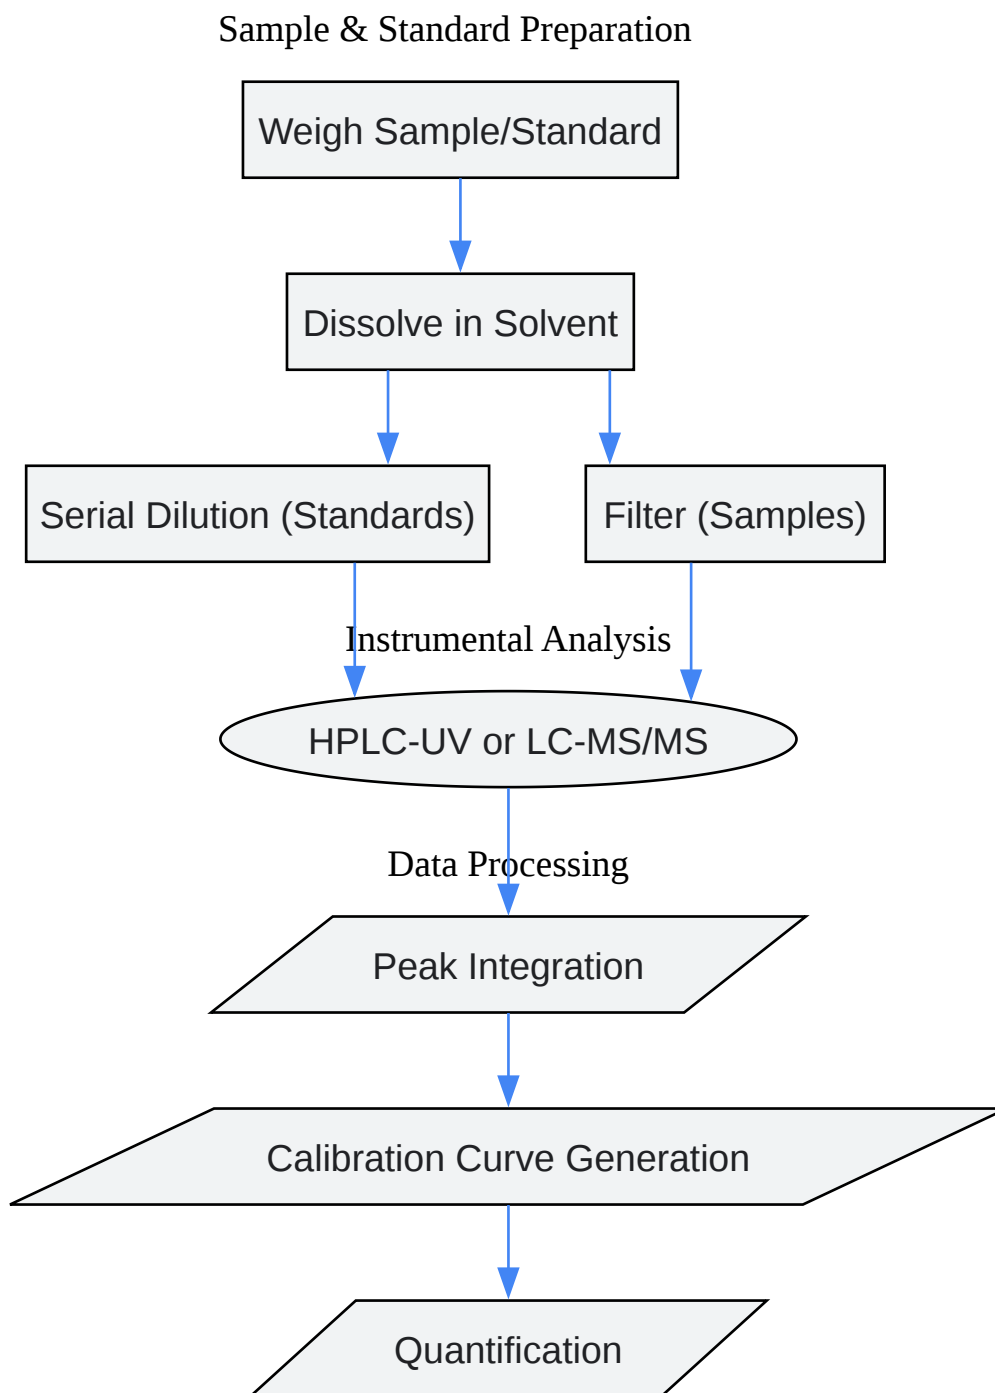 Sample & Standard Preparation
Weigh Sample/Standard
Dissolve in Solvent
Serial Dilution (Standards)
Filter (Samples)
Instrumental Analysis
HPLC-UV or LC-MS/MS
Data Processing
Peak Integration
Calibration Curve Generation
Quantification